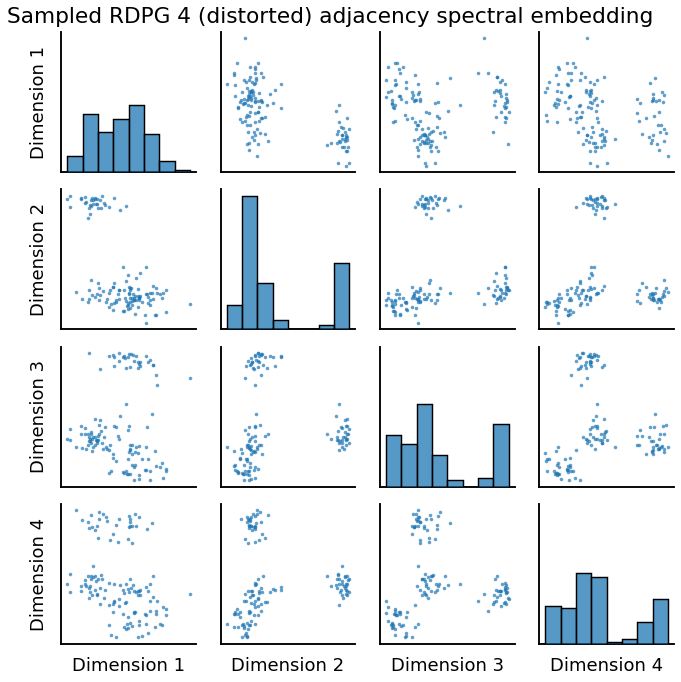 Sampled RDPG 4 (distorted) adjacency spectral embedding
Dimension 1
Dimension 2
Dimension 3
Dimension 4
Dimension 1 Dimension 2 Dimension 3 Dimension 4